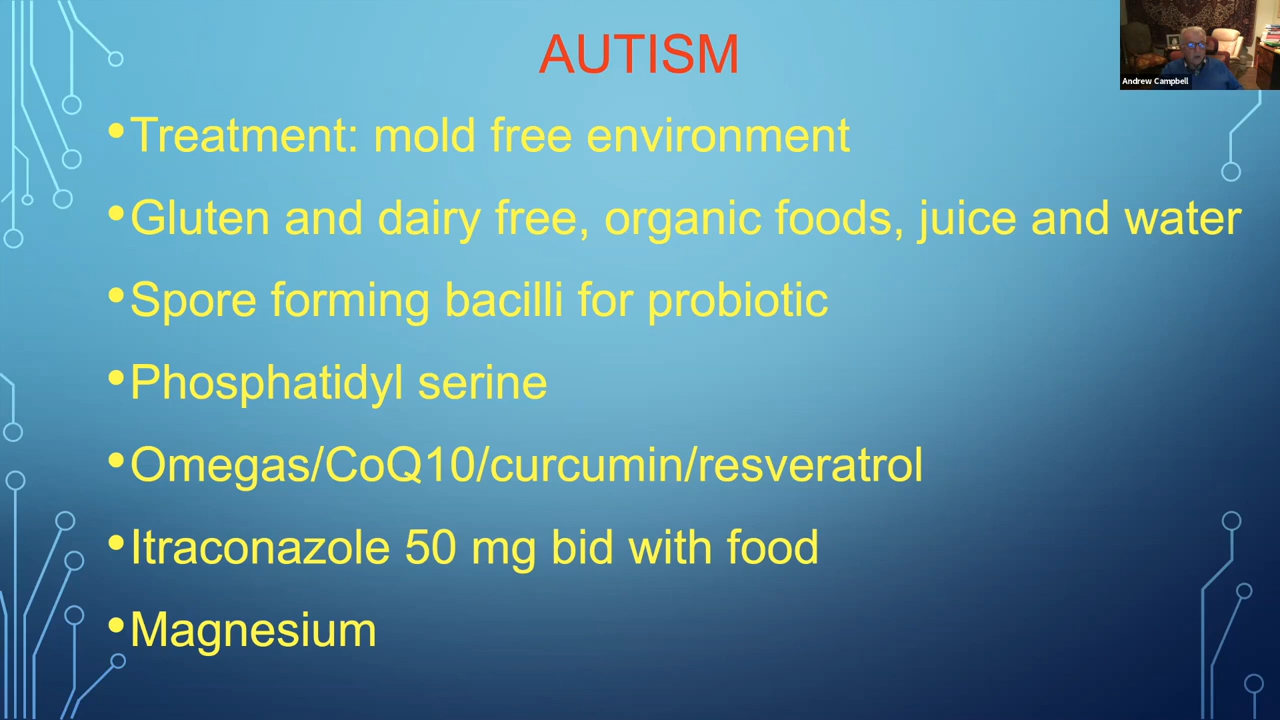 AUTISM
Andrew Campbell
•Treatment: mold free environment
•Gluten and dairy free, organic foods, juice and water
•Spore forming bacilli for probiotic
•Phosphatidyl serine
•Omegas/CoQ10/curcumin/resveratrol
•Itraconazole 50 mg bid with food
•Magnesium